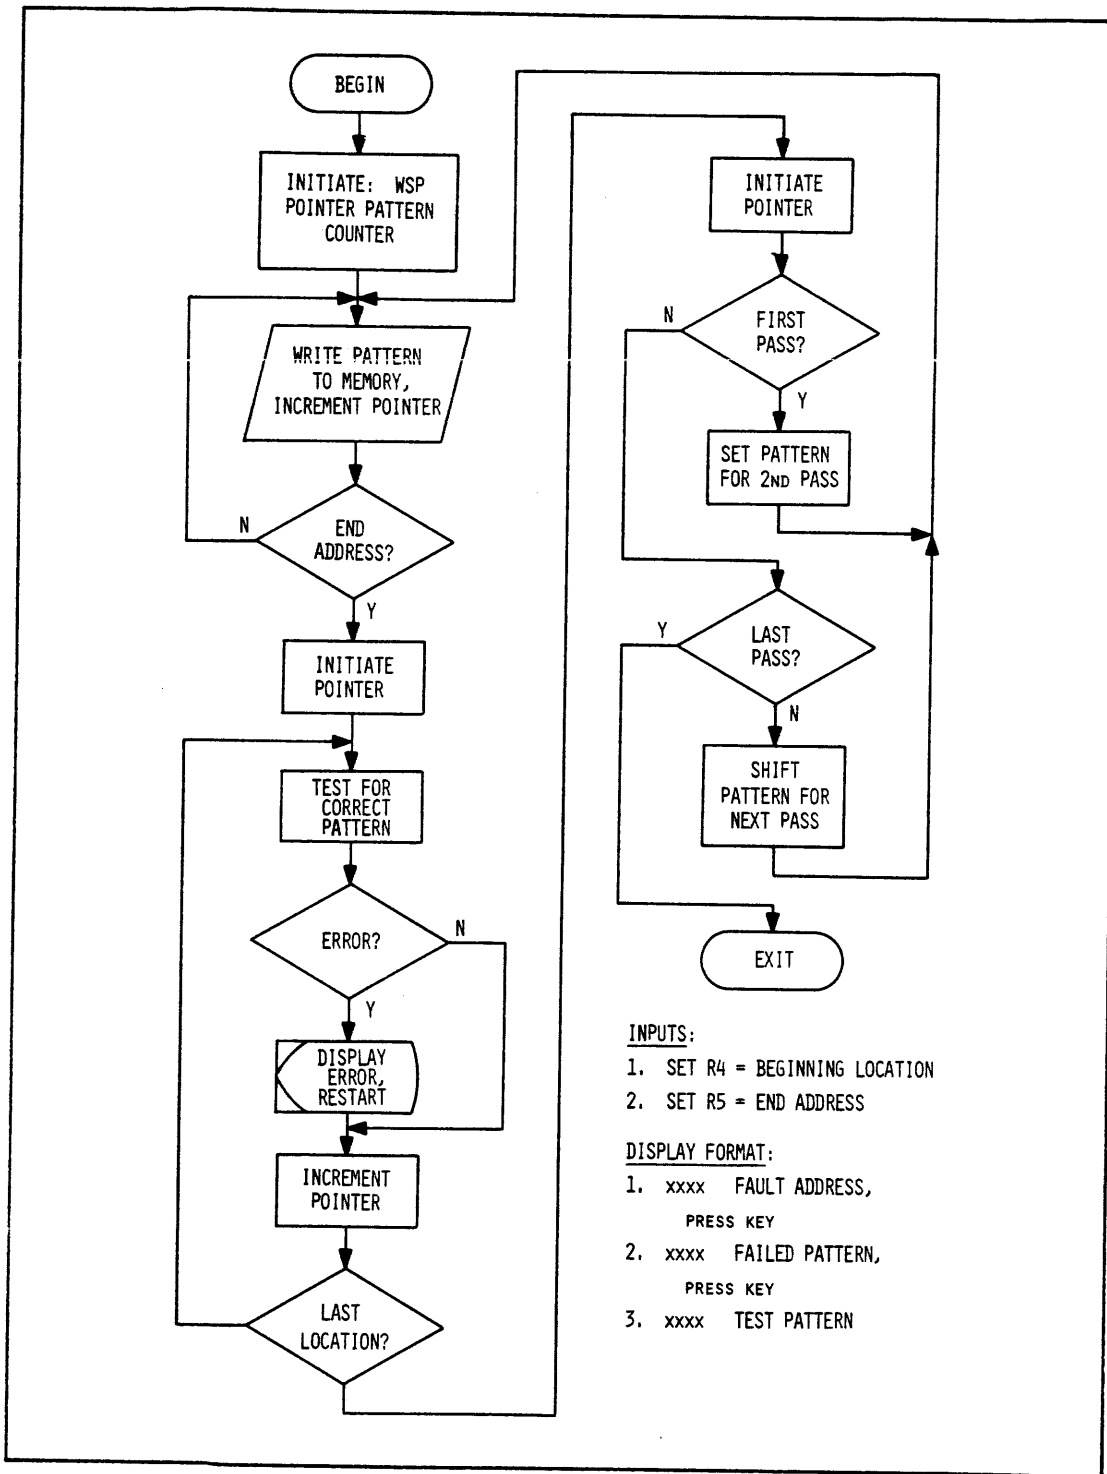 BEGIN
INITIATE: WSP
POINTER PATTERN
COUNTER
WRITE PATTERN
TO MEMORY,
INCREMENT POINTER
END
ADDRESS?
N
Y
INITIATE
POINTER
TEST FOR
CORRECT
PATTERN
ERROR?
N
Y
DISPLAY
ERROR,
RESTART
INCREMENT
POINTER
LAST
LOCATION?
INITIATE
POINTER
FIRST
PASS?
N
Y
SET PATTERN
FOR 2ND PASS
LAST
PASS?
Y
N
SHIFT
PATTERN FOR
NEXT PASS
EXIT
INPUTS:
1. SET R4 = BEGINNING LOCATION
2. SET R5 = END ADDRESS
DISPLAY FORMAT:
1. xxxx FAULT ADDRESS,
PRESS KEY
2. xxxx FAILED PATTERN,
PRESS KEY
3. xxxx TEST PATTERN